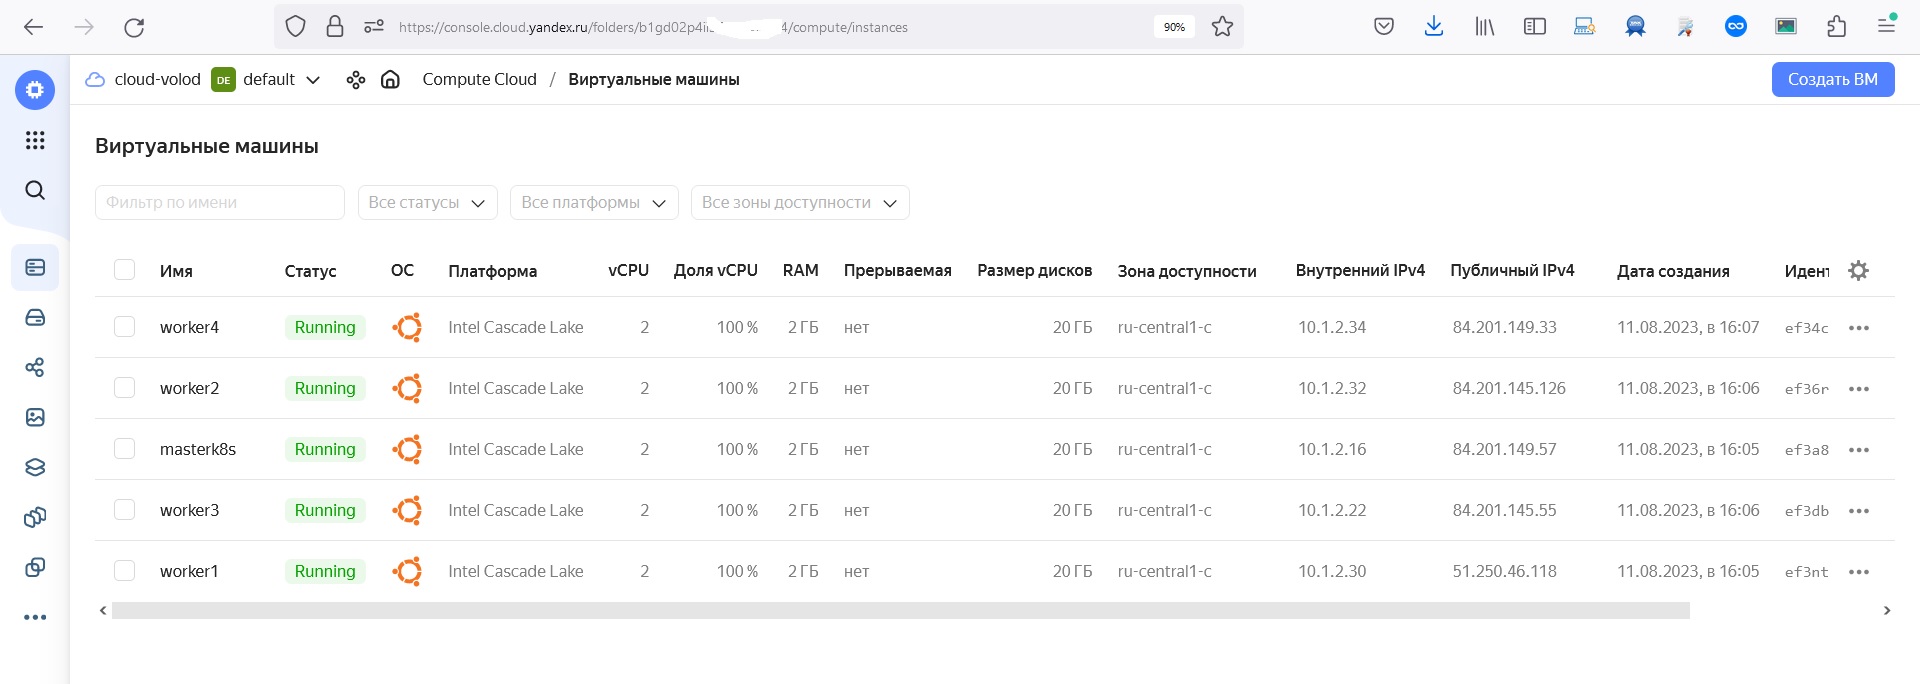 https://console.cloud.yandex.ru/folders/b1gd02p4 4/compute/instances 90%
cloud-volod DE default Compute Cloud / Виртуальные машины Создать ВМ
Виртуальные машины
Фильтр по имени Все статусы Все платформы Все зоны доступности
Имя Статус ОС Платформа vCPU Доля vCPU RAM Прерываемая Размер дисков Зона доступности Внутренний IPv4 Публичный IPv4 Дата создания Идент
worker4 Running Intel Cascade Lake 2 100 % 2 ГБ нет 20 ГБ ru-central1-c 10.1.2.34 84.201.149.33 11.08.2023, в 16:07 ef34c
worker2 Running Intel Cascade Lake 2 100 % 2 ГБ нет 20 ГБ ru-central1-c 10.1.2.32 84.201.145.126 11.08.2023, в 16:06 ef36r
masterk8s Running Intel Cascade Lake 2 100 % 2 ГБ нет 20 ГБ ru-central1-c 10.1.2.16 84.201.149.57 11.08.2023, в 16:05 ef3a8
worker3 Running Intel Cascade Lake 2 100 % 2 ГБ нет 20 ГБ ru-central1-c 10.1.2.22 84.201.145.55 11.08.2023, в 16:06 ef3db
worker1 Running Intel Cascade Lake 2 100 % 2 ГБ нет 20 ГБ ru-central1-c 10.1.2.30 51.250.46.118 11.08.2023, в 16:05 ef3nt